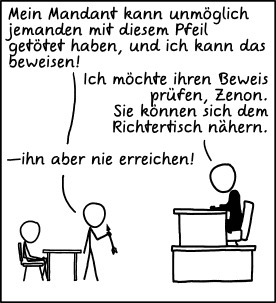 Mein Mandant kann unmöglich
jemanden mit diesem Pfeil
getötet haben, und ich kann das
beweisen!
Ich möchte ihren Beweis
prüfen, Zenon.
Sie können sich dem
Richtertisch nähern.
—ihn aber nie erreichen!